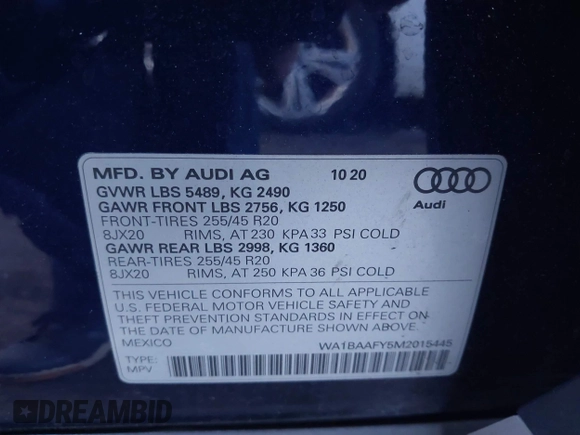 MFD. BY AUDI AG 10 20
GVWR LBS 5489, KG 2490
GAWR FRONT LBS 2756, KG 1250
FRONT-TIRES 255/45 R20
8JX20 RIMS, AT 230 KPA 33 PSI COLD
GAWR REAR LBS 2998, KG 1360
REAR-TIRES 255/45 R20
8JX20 RIMS, AT 250 KPA 36 PSI COLD
Audi
THIS VEHICLE CONFORMS TO ALL APPLICABLE
U.S. FEDERAL MOTOR VEHICLE SAFETY AND
THEFT PREVENTION STANDARDS IN EFFECT ON
THE DATE OF MANUFACTURE SHOWN ABOVE.
MEXICO WA1BAAFY5M2015445
TYPE:
MPV
DREAMBID